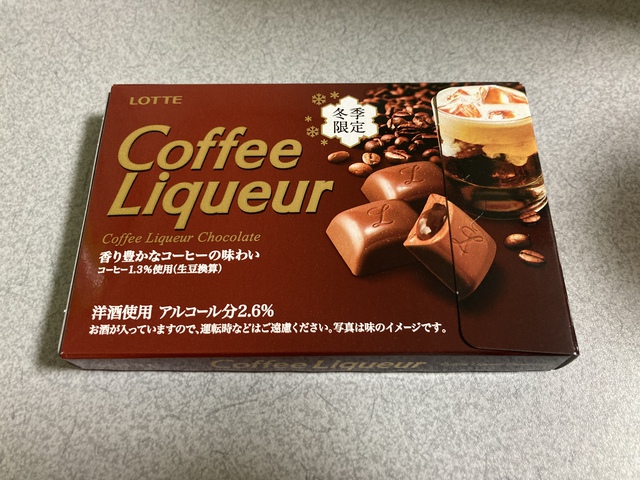 LOTTE
冬季
限定
Coffee
Liqueur
Coffee Liqueur Chocolate
香り豊かなコーヒーの味わい
コーヒー1.3%使用(生豆換算)
洋酒使用 アルコール分2.6%
お酒が入っていますので、運転時などはご遠慮ください。写真は味のイメージです。
Coffee Liqueur